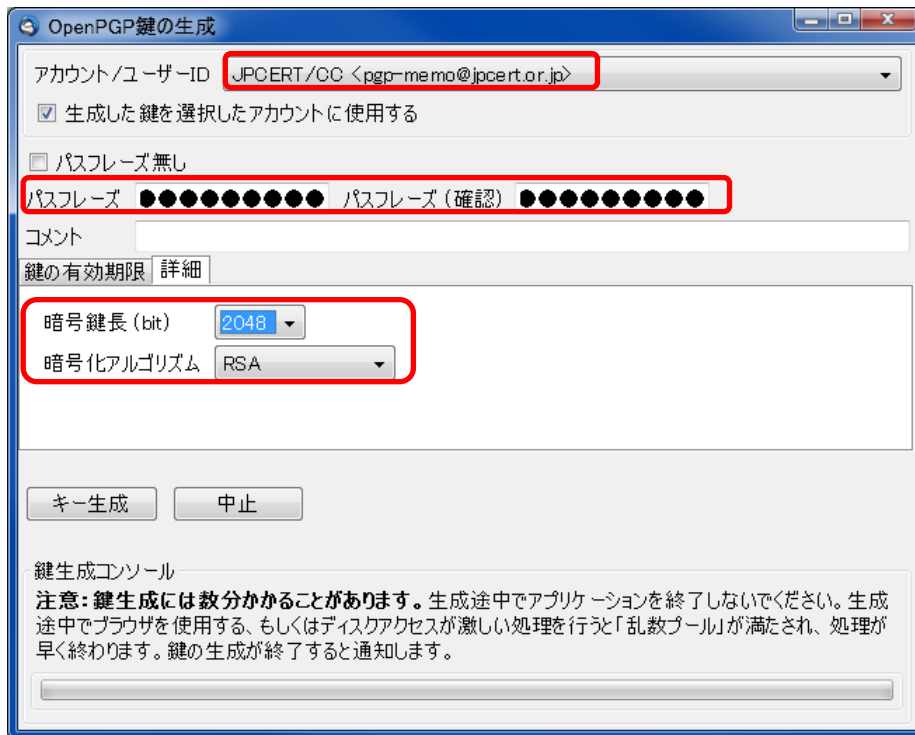 OpenPGP鍵の生成
アカウント/ユーザーID JPCERT/CC <pgp-memo@jpcert.or.jp>
生成した鍵を選択したアカウントに使用する
パスフレーズ無し
パスフレーズ ●●●●●●●●● パスフレーズ(確認) ●●●●●●●●●
コメント
鍵の有効期限 詳細
暗号鍵長(bit) 2048
暗号化アルゴリズム RSA
キー生成 中止
鍵生成コンソール
注意:鍵生成には数分かかることがあります。生成途中でアプリケーションを終了しないでください。生成
途中でブラウザを使用する、もしくはディスクアクセスが激しい処理を行うと「乱数プール」が満たされ、処理が
早く終わります。鍵の生成が終了すると通知します。